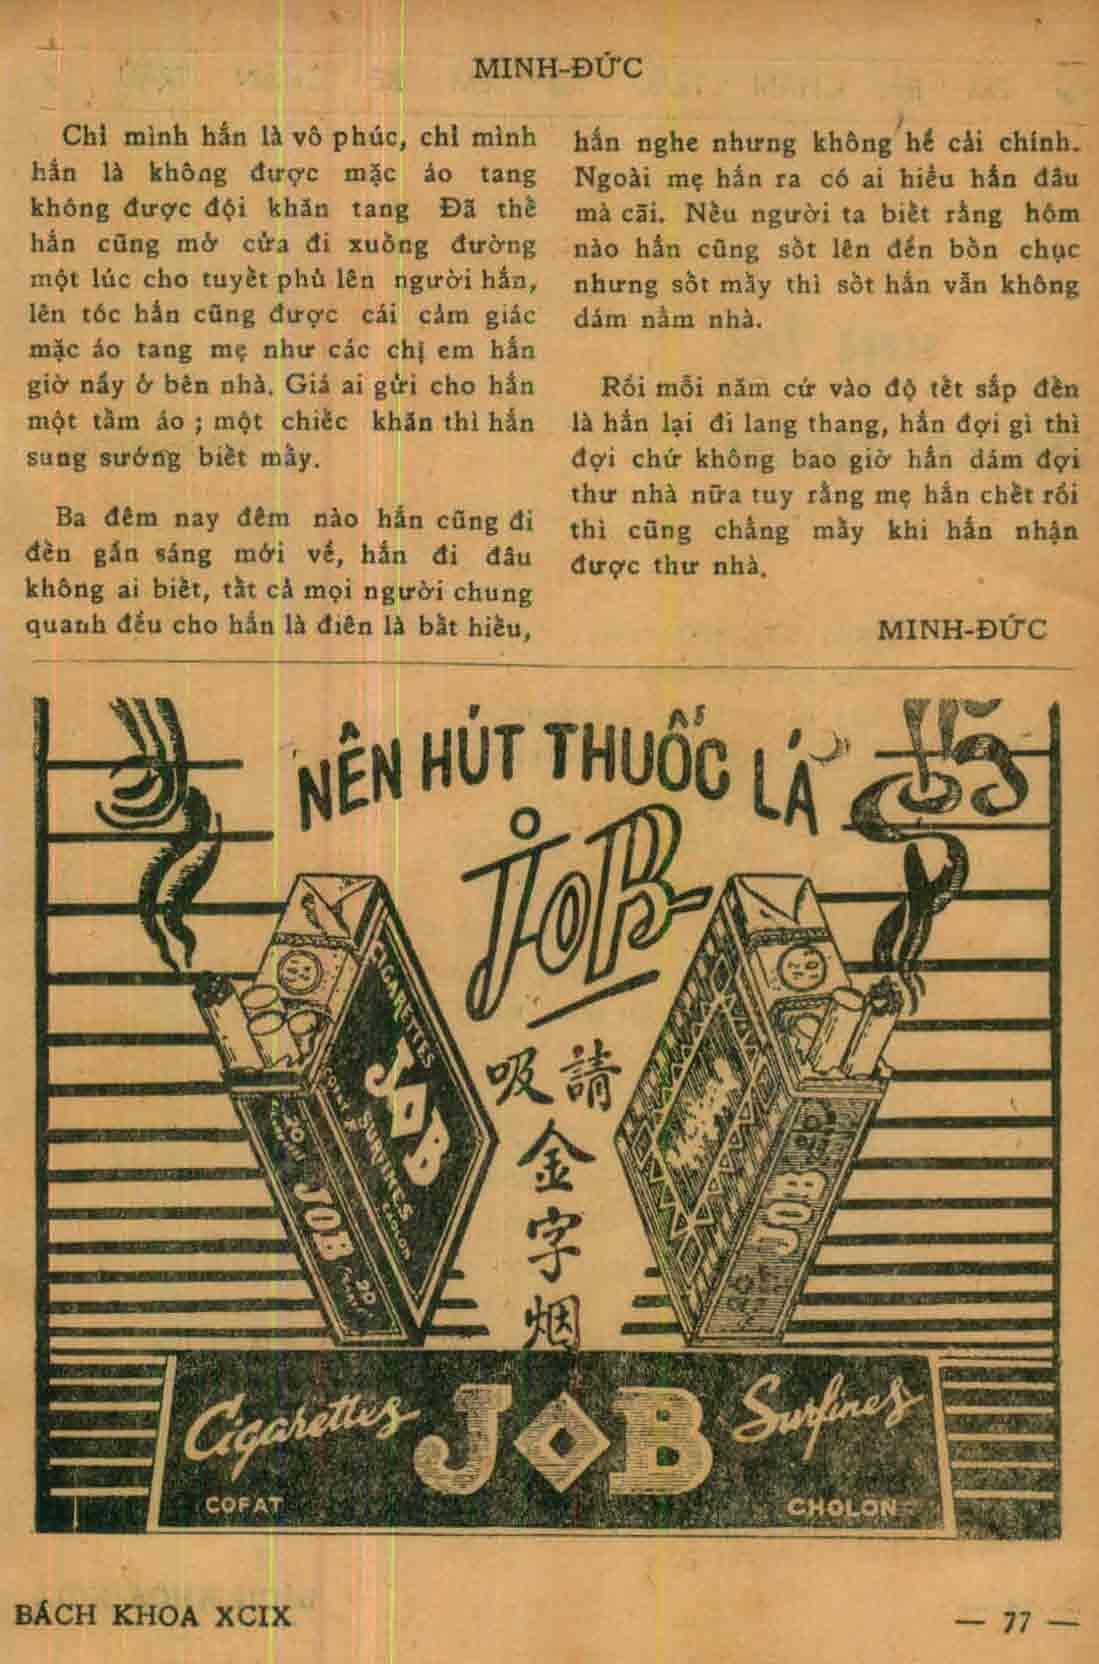 MINH-ĐỨC
Chỉ mình hắn là vô phúc, chỉ mình
hắn là không được mặc áo tang
không được đội khăn tang Đã thế
hắn cũng mở cửa đi xuống đường
một lúc cho tuyết phủ lên người hắn,
lên tóc hắn cũng được cái cảm giác
mặc áo tang mẹ như các chị em hắn
giờ nầy ở bên nhà. Giá ai gửi cho hắn
một tấm áo ; một chiếc khăn thì hắn
sung sướng biết mấy.
Ba đêm nay đêm nào hắn cũng đi
đến gần sáng mới về, hắn đi đâu
không ai biết, tất cả mọi người chung
quanh đều cho hắn là điên là bất hiếu,
hắn nghe nhưng không hề cải chính.
Ngoài mẹ hắn ra có ai hiểu hắn đâu
mà cãi. Nếu người ta biết rằng hôm
nào hắn cũng sốt lên đến bốn chục
nhưng sốt mấy thì sốt hắn vẫn không
dám nằm nhà.
Rồi mỗi năm cứ vào độ tết sắp đến
là hắn lại đi lang thang, hắn đợi gì thì
đợi chứ không bao giờ hắn dám đợi
thư nhà nữa tuy rằng mẹ hắn chết rồi
thì cũng chẳng mấy khi hắn nhận
được thư nhà.
MINH-ĐỨC
NÊN HÚT THUỐC LÁ
JOB
請吸
金
字
烟
CIGARETTES
JOB
SURFINES
CHOLON
20
JOB
20
JOB
Cigarettes JOB Surfines
COFAT CHOLON
BÁCH KHOA XCIX
— 77 —